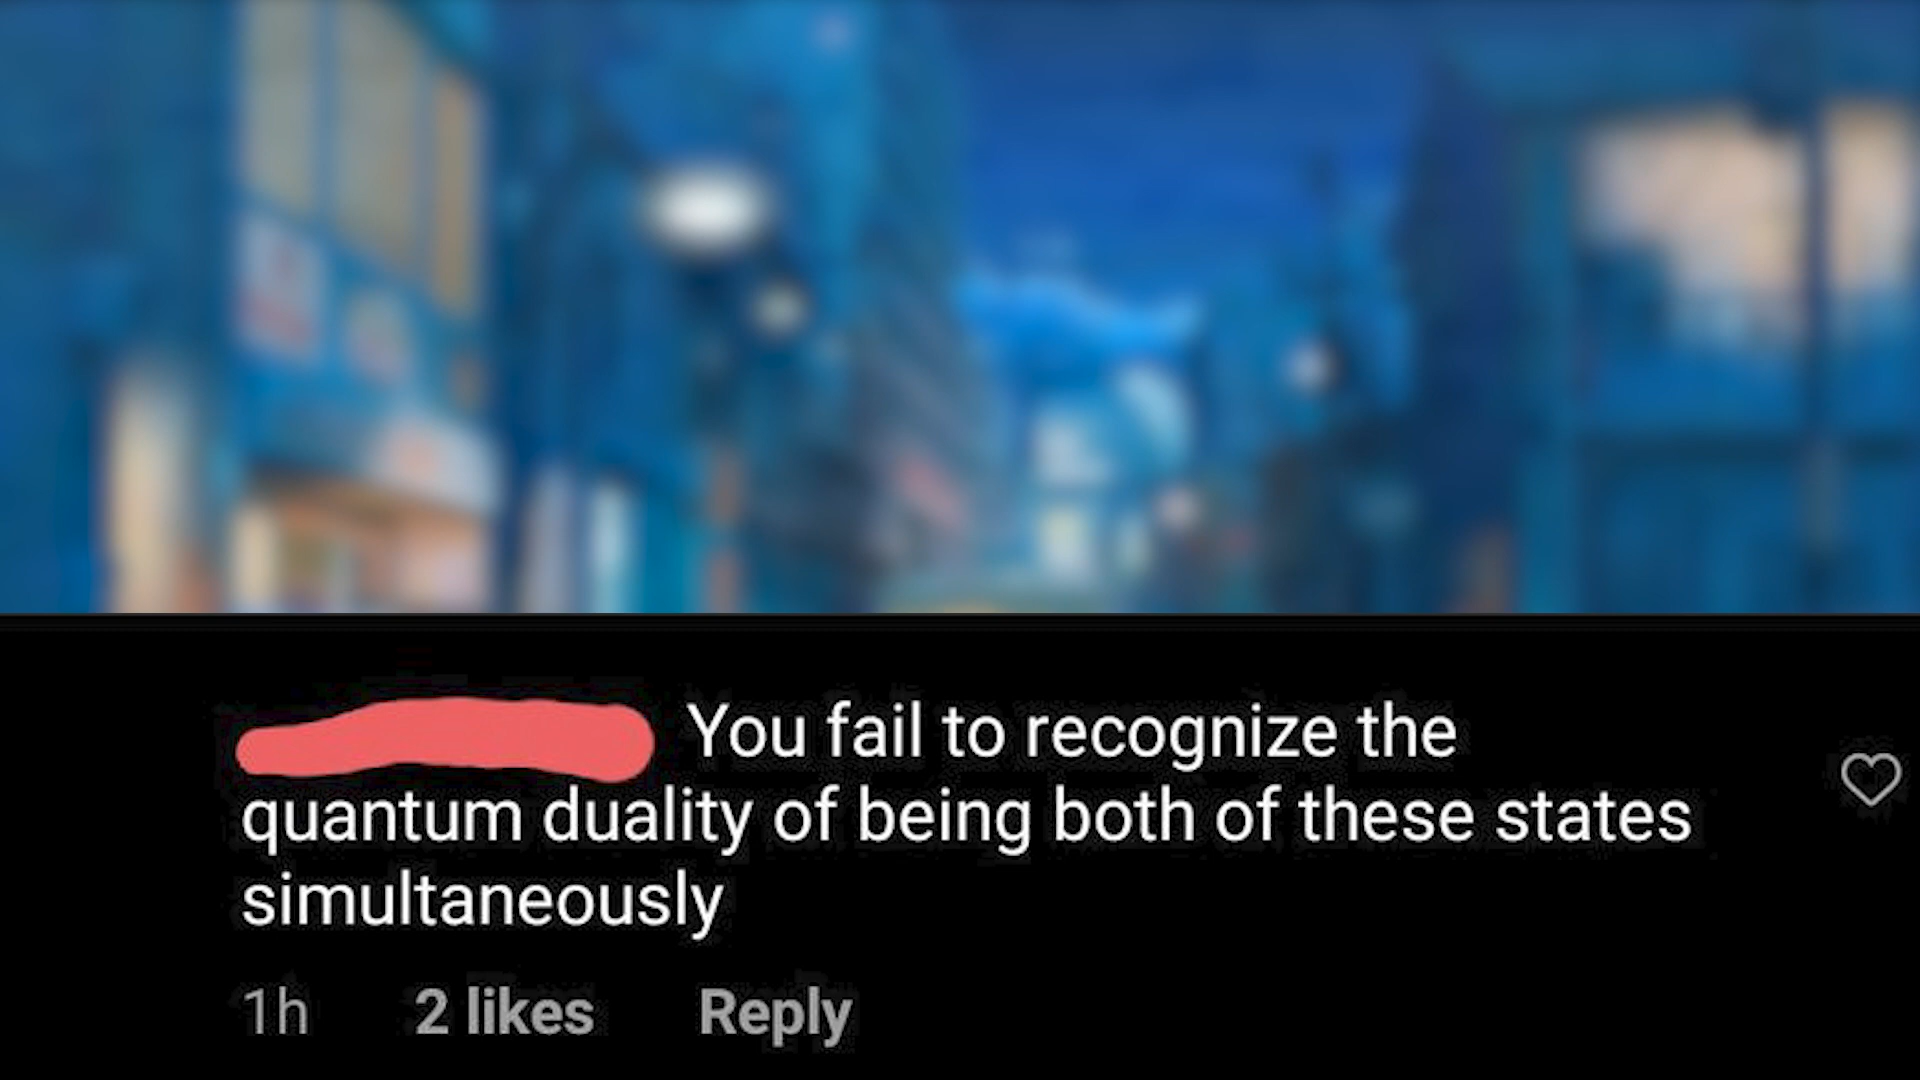 You fail to recognize the
quantum duality of being both of these states
simultaneously
1h 2 likes Reply